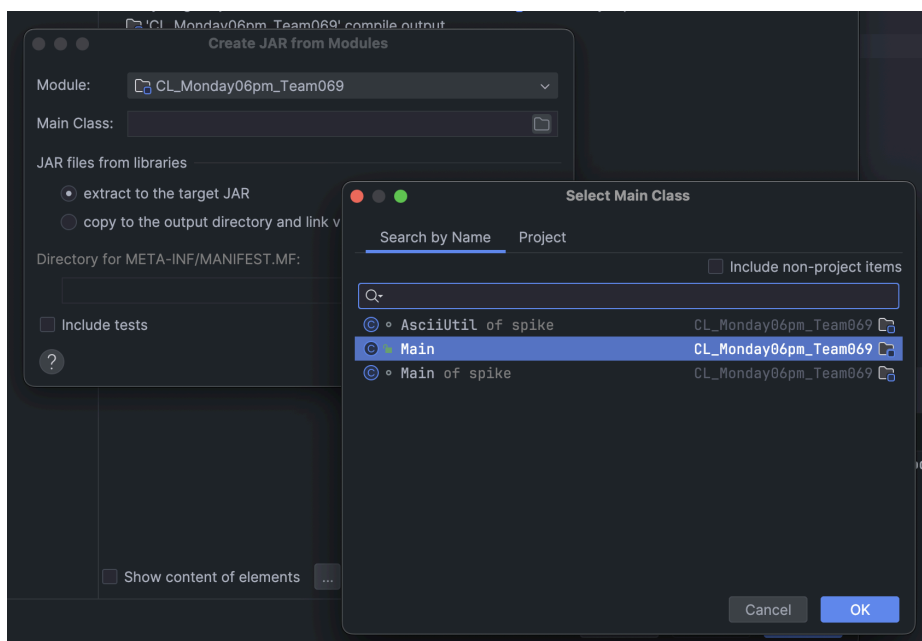 'CL_Monday06pm_Team069' compile output
Create JAR from Modules
Module:
CL_Monday06pm_Team069
Main Class:
JAR files from libraries
extract to the target JAR
copy to the output directory and link v
Directory for META-INF/MANIFEST.MF:
Include tests
?
Select Main Class
Search by Name
Project
Include non-project items
AsciiUtil of spike CL_Monday06pm_Team069
Main CL_Monday06pm_Team069
Main of spike CL_Monday06pm_Team069
Show content of elements
...
Cancel
OK